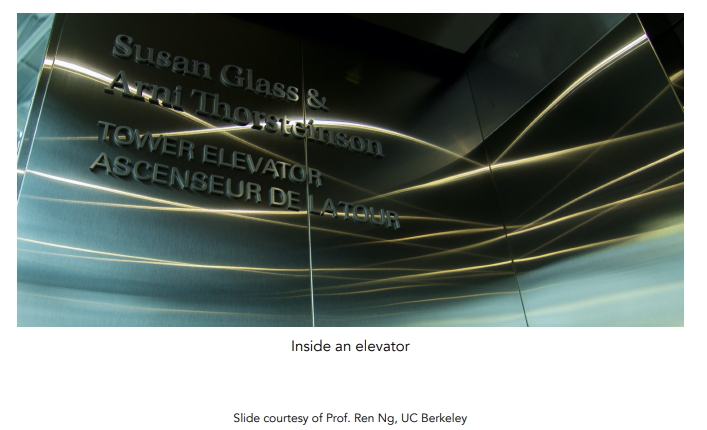 Susan Glass &
Arni Thorsteinson
TOWER ELEVATOR
ASCENSEUR DE LA TOUR
Inside an elevator
Slide courtesy of Prof. Ren Ng, UC Berkeley